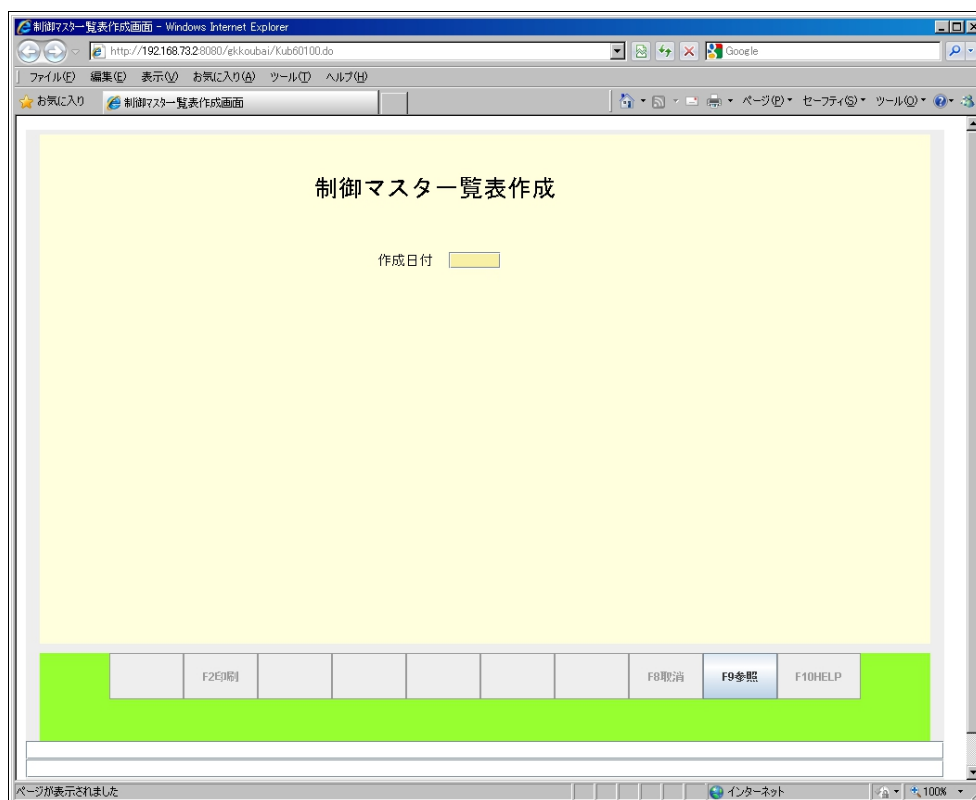 制御マスタ一覧表作成画面 - Windows Internet Explorer
http://192.168.73.2:8080/gkkoubai/Kub60100.do
Google
ファイル(F) 編集(E) 表示(V) お気に入り(A) ツール(T) ヘルプ(H)
お気に入り 制御マスタ一覧表作成画面 ページ(P) セーフティ(S) ツール(O)
制御マスタ一覧表作成
作成日付
F2印刷 F8取消 F9参照 F10HELP
ページが表示されました インターネット 100%